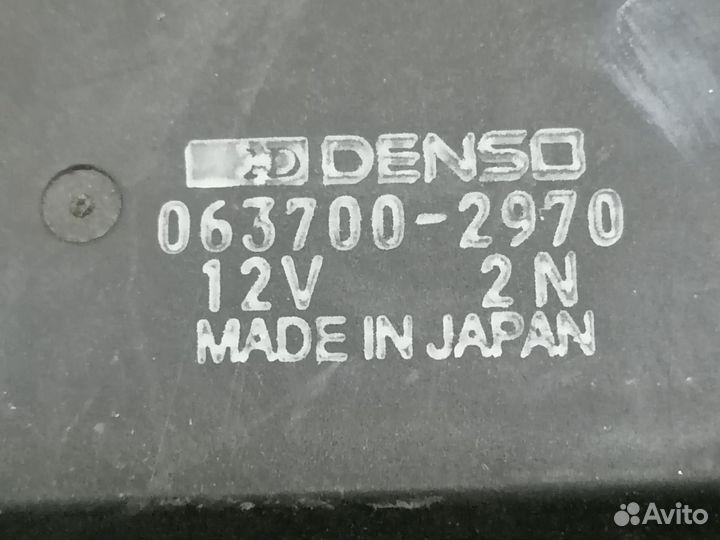 DENSO
063700-2970
12V 2N
MADE IN JAPAN
Avito